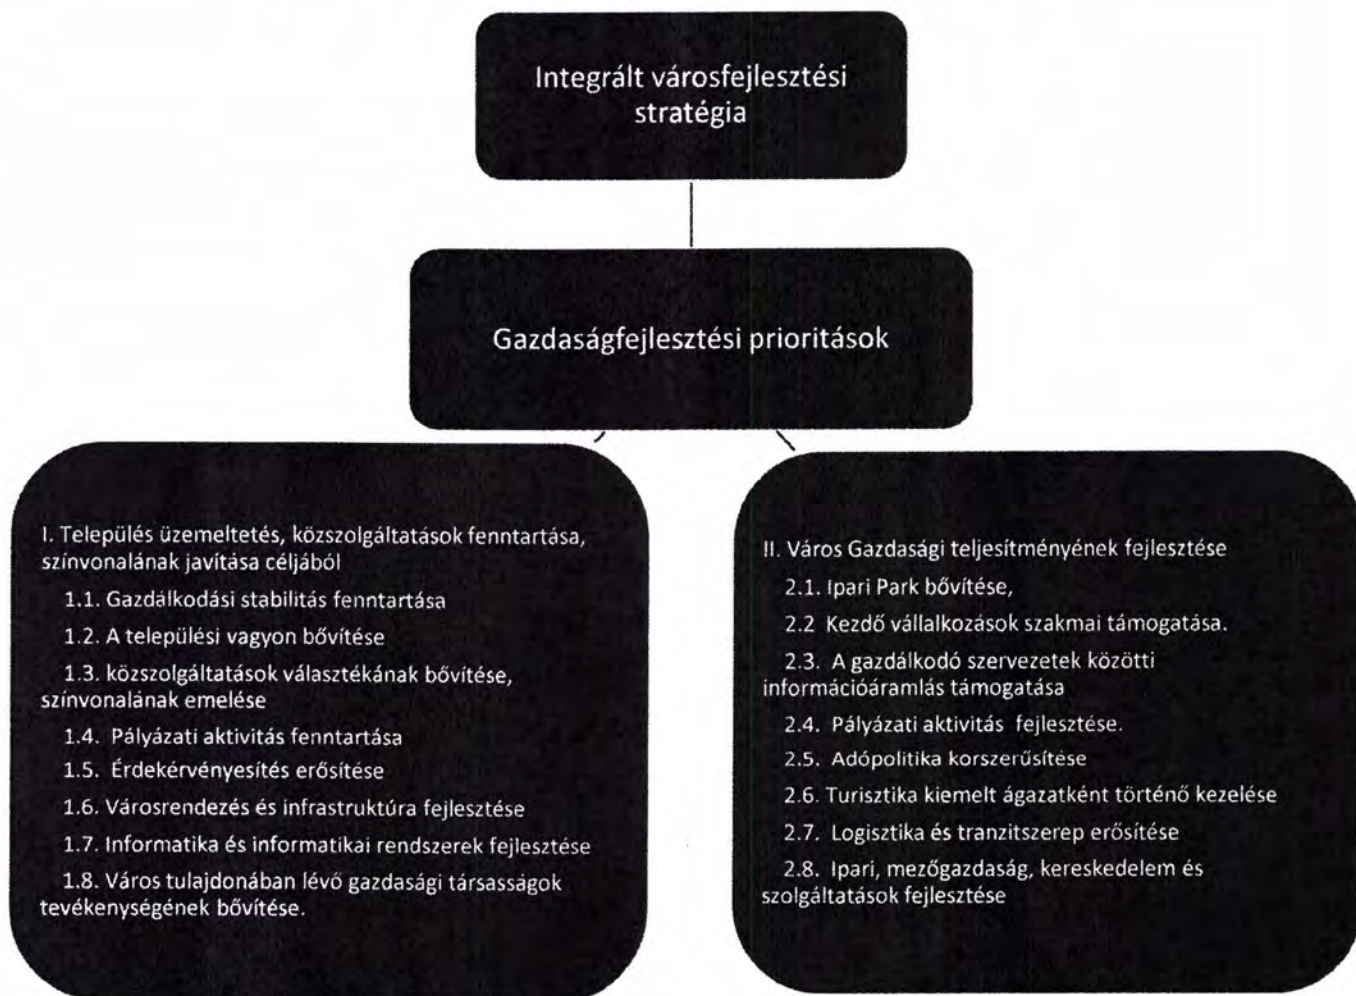 Integrált városfejlesztési
stratégia
Gazdaságfejlesztési prioritások
I. Település üzemeltetés, közszolgáltatások fenntartása,
színvonalának javítása céljából
1.1. Gazdálkodási stabilitás fenntartása
1.2. A települési vagyon bővítése
1.3. közszolgáltatások választékának bővítése,
színvonalának emelése
1.4. Pályázati aktivitás fenntartása
1.5. Érdekérvényesítés erősítése
1.6. Városrendezés és infrastruktúra fejlesztése
1.7. Informatika és informatikai rendszerek fejlesztése
1.8. Város tulajdonában lévő gazdasági társasságok
tevékenységének bővítése.
II. Város Gazdasági teljesítményének fejlesztése
2.1. Ipari Park bővítése,
2.2 Kezdő vállalkozások szakmai támogatása.
2.3. A gazdálkodó szervezetek közötti
információáramlás támogatása
2.4. Pályázati aktivitás fejlesztése.
2.5. Adópolitika korszerűsítése
2.6. Turisztika kiemelt ágazatként történő kezelése
2.7. Logisztika és tranzitszerep erősítése
2.8. Ipari, mezőgazdaság, kereskedelem és
szolgáltatások fejlesztése